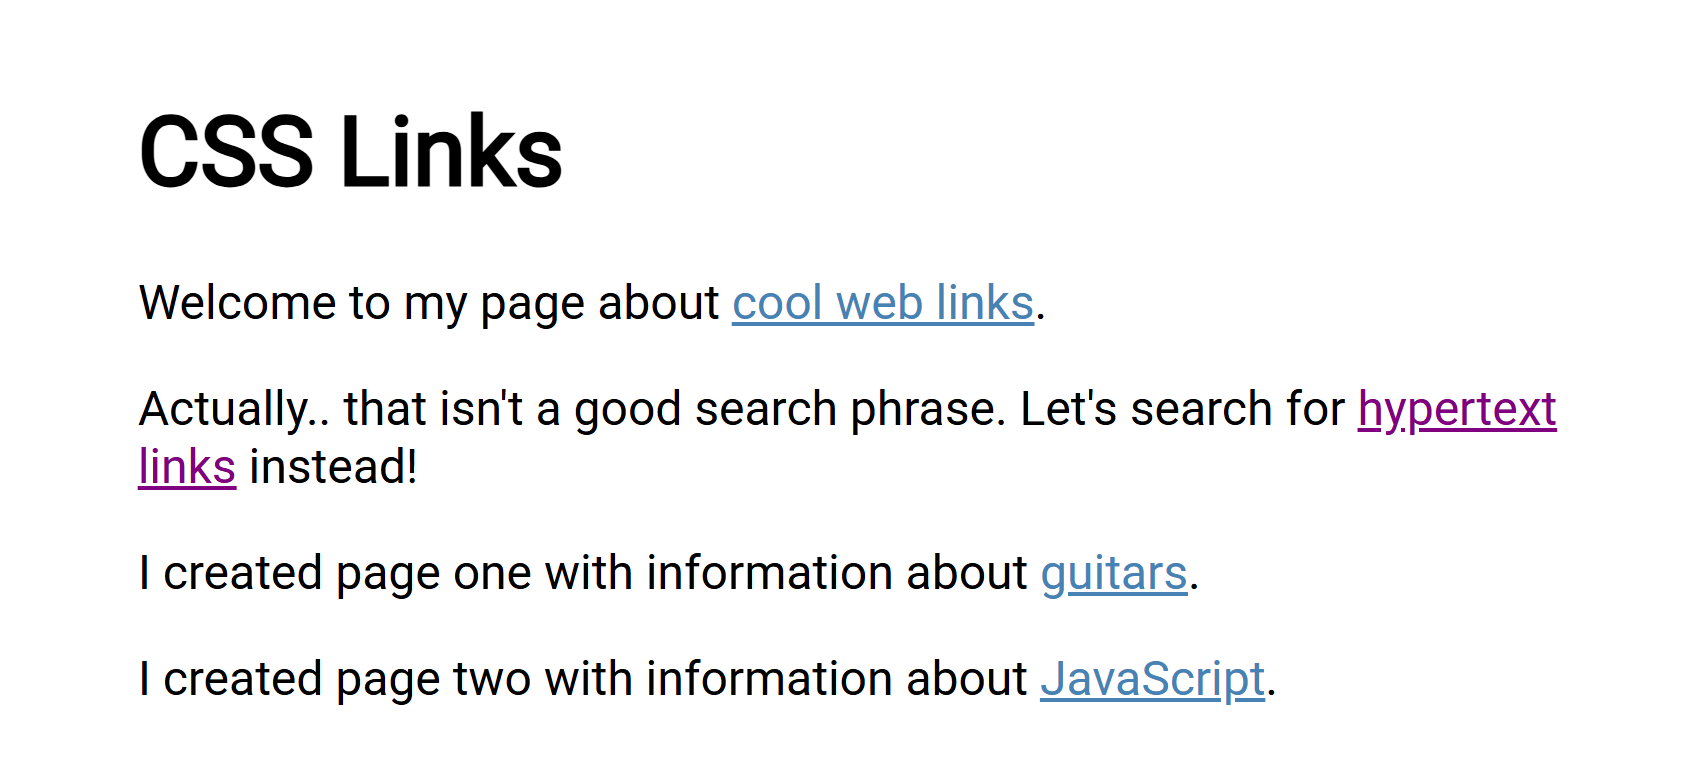 CSS Links
Welcome to my page about cool web links.
Actually.. that isn't a good search phrase. Let's search for hypertext
links instead!
I created page one with information about guitars.
I created page two with information about JavaScript.